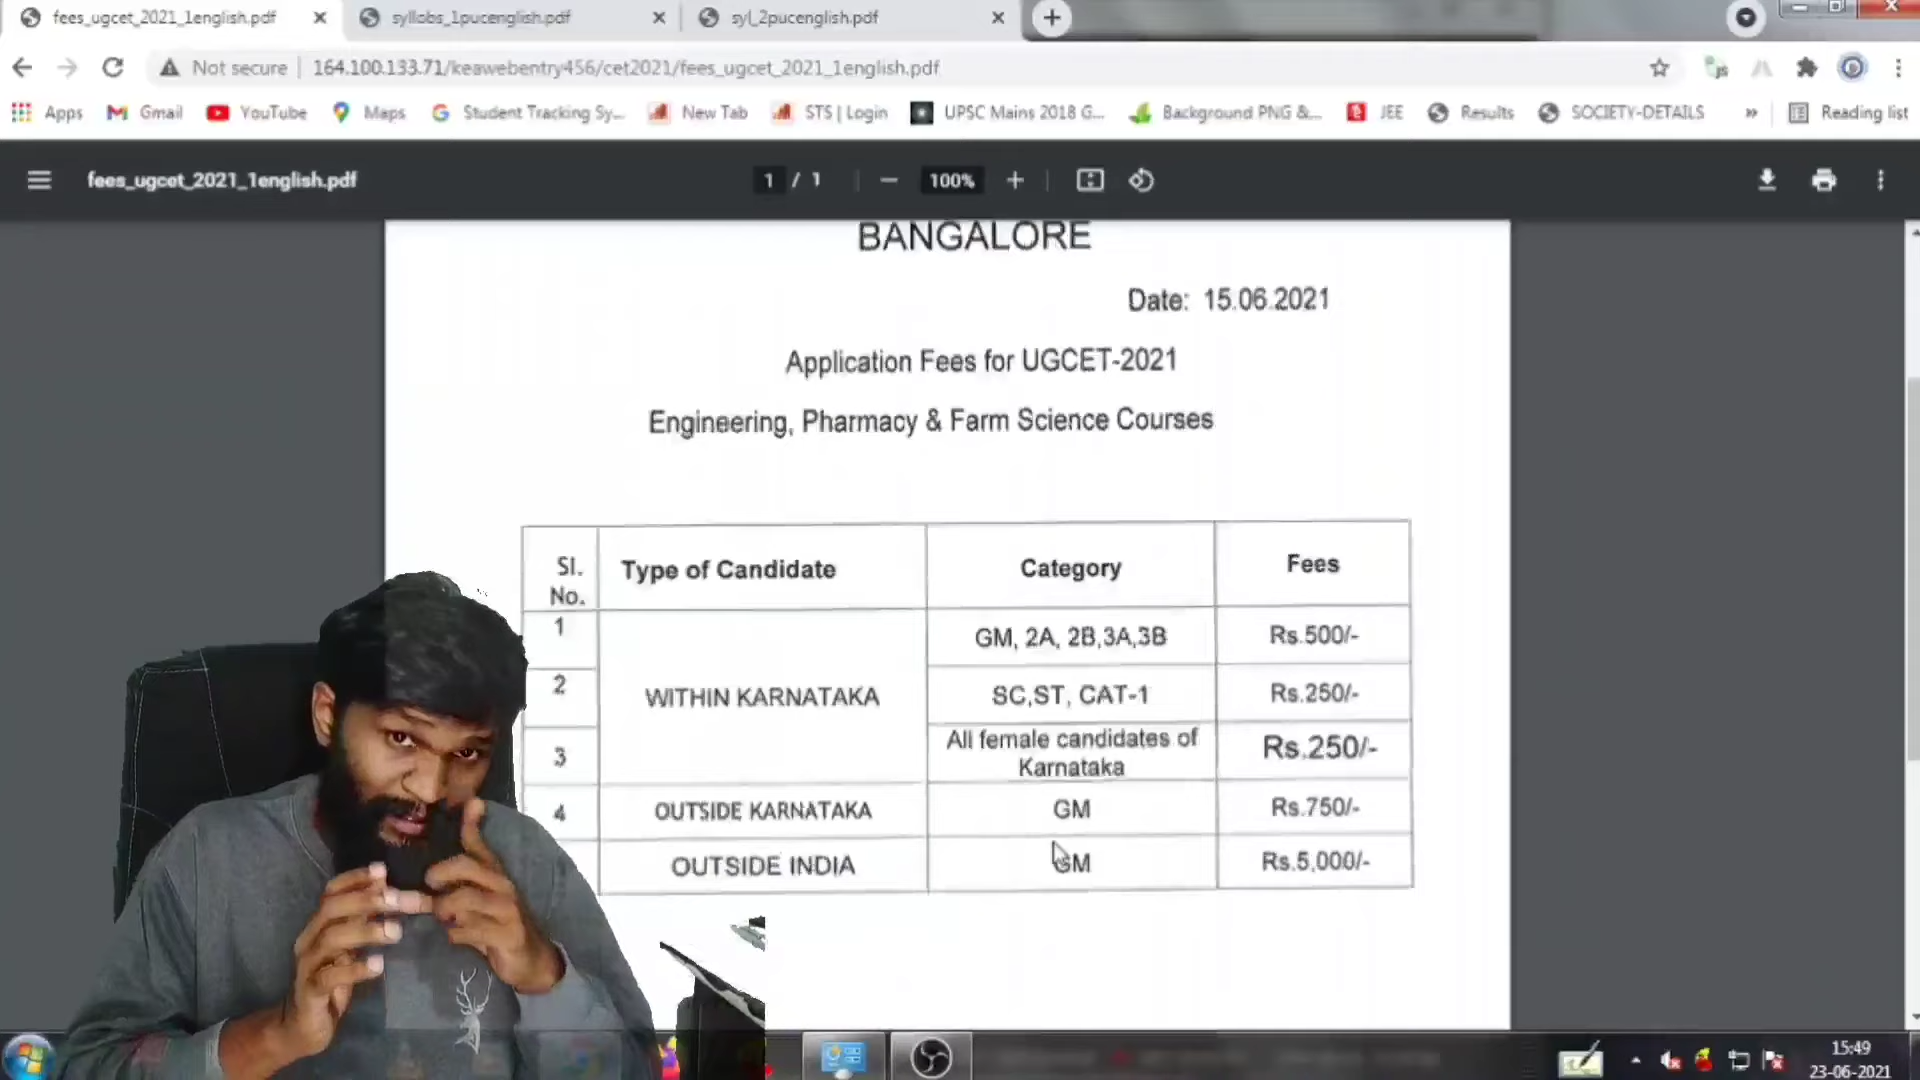 fees_ugcet_2021_1english.pdf
syllobs_1pucenglish.pdf
syl_2pucenglish.pdf
Not secure
164.100.133.71/keawebentry456/cet2021/fees_ugcet_2021_1english.pdf
Apps
Gmail
YouTube
Maps
Student Tracking Sy...
New Tab
STS | Login
UPSC Mains 2018 G...
Background PNG &...
JEE
Results
SOCIETY-DETAILS
»
Reading list
fees_ugcet_2021_1english.pdf
1 / 1
100%
BANGALORE
Date: 15.06.2021
Application Fees for UGCET-2021
Engineering, Pharmacy & Farm Science Courses
Sl. No.
Type of Candidate
Category
Fees
1
WITHIN KARNATAKA
GM, 2A, 2B,3A,3B
Rs.500/-
2
SC,ST, CAT-1
Rs.250/-
3
All female candidates of
Karnataka
Rs.250/-
4
OUTSIDE KARNATAKA
GM
Rs.750/-
OUTSIDE INDIA
GM
Rs.5,000/-
15:49
23-06-2021